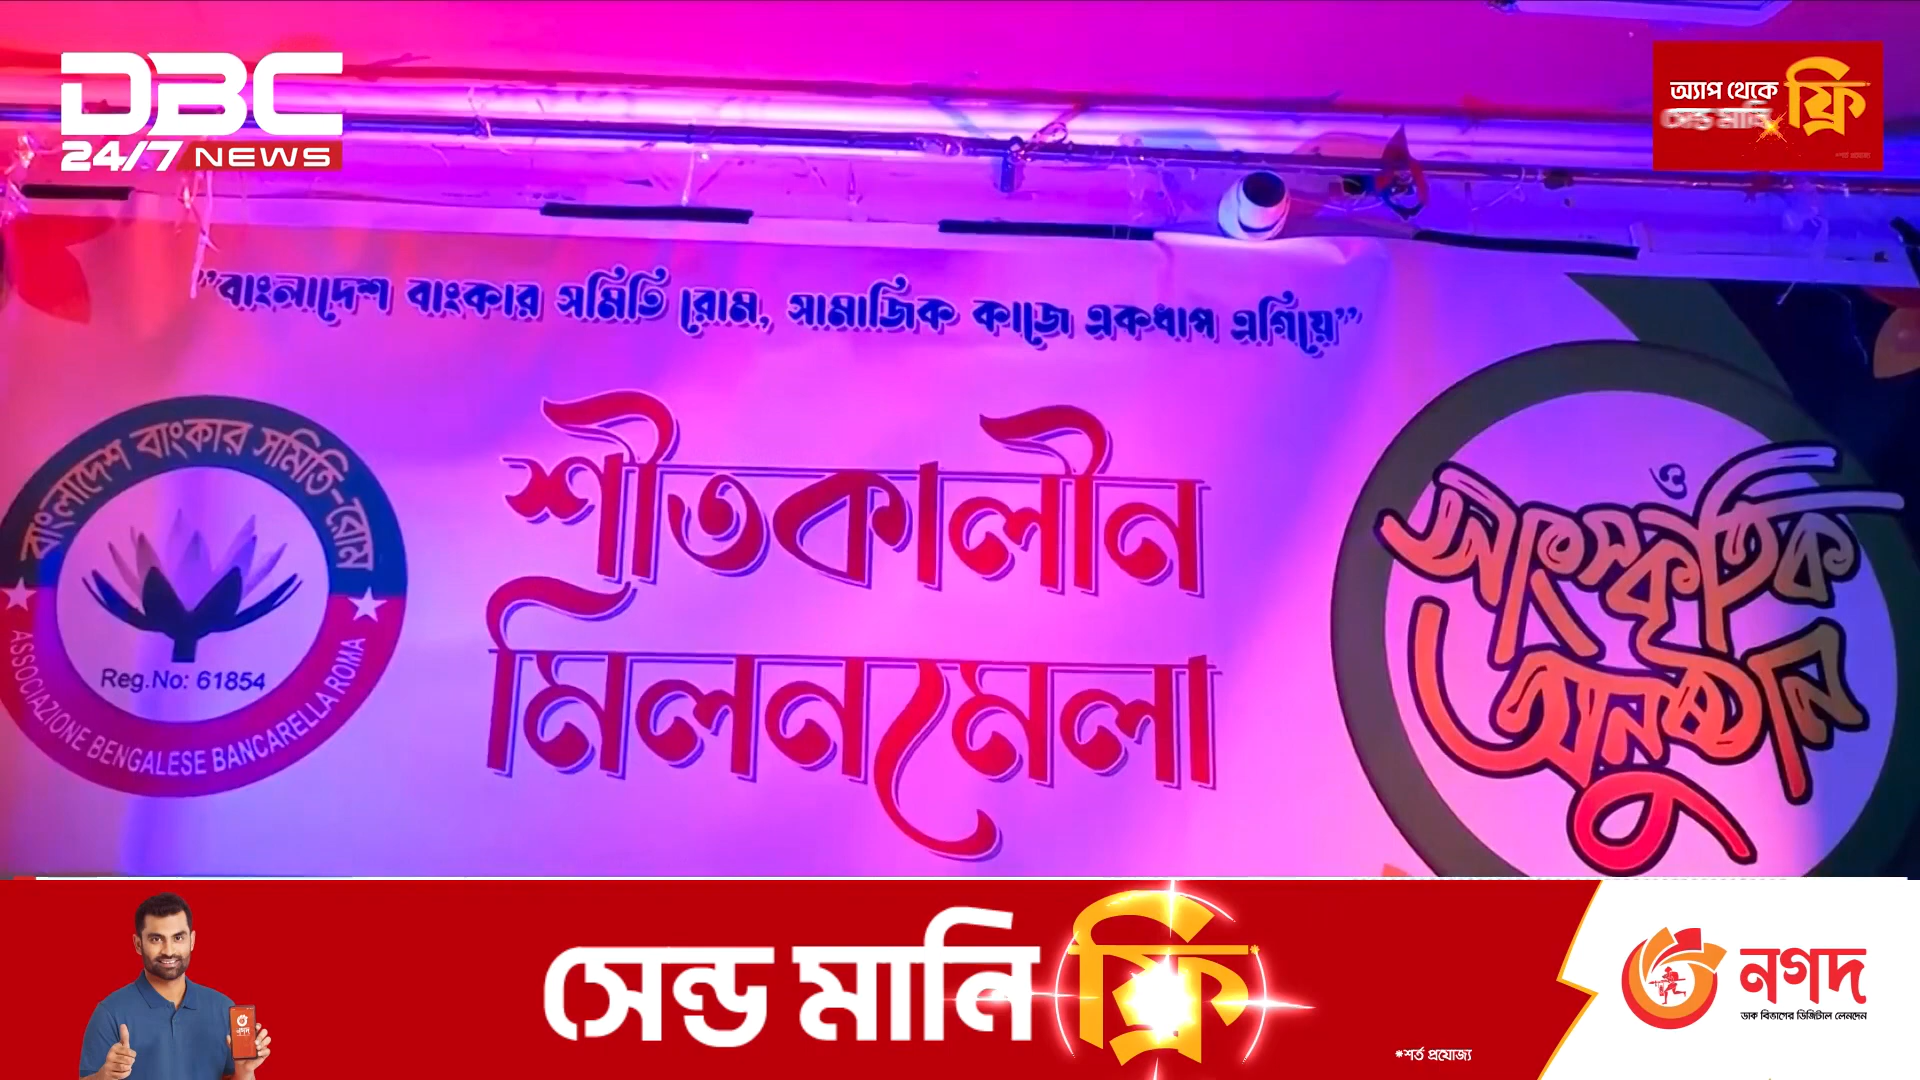 DBC
24/7 NEWS
অ্যাপ থেকে
সেন্ড মানি
ফ্রি
"বাংলাদেশ বাংকার সমিতি রোম, সামাজিক কাজে একধাপ এগিয়ে"
বাংলাদেশ বাংকার সমিতি-রোম
Reg.No: 61854
ASSOCIAZIONE BENGALESE BANCARELLA ROMA
শীতকালীন
মিলনমেলা
ও
সাংস্কৃতিক
অনুষ্ঠান
সেন্ড মানি ফ্রি
*শর্ত প্রযোজ্য
নগদ
নগদ
ডাক বিভাগের ডিজিটাল লেনদেন